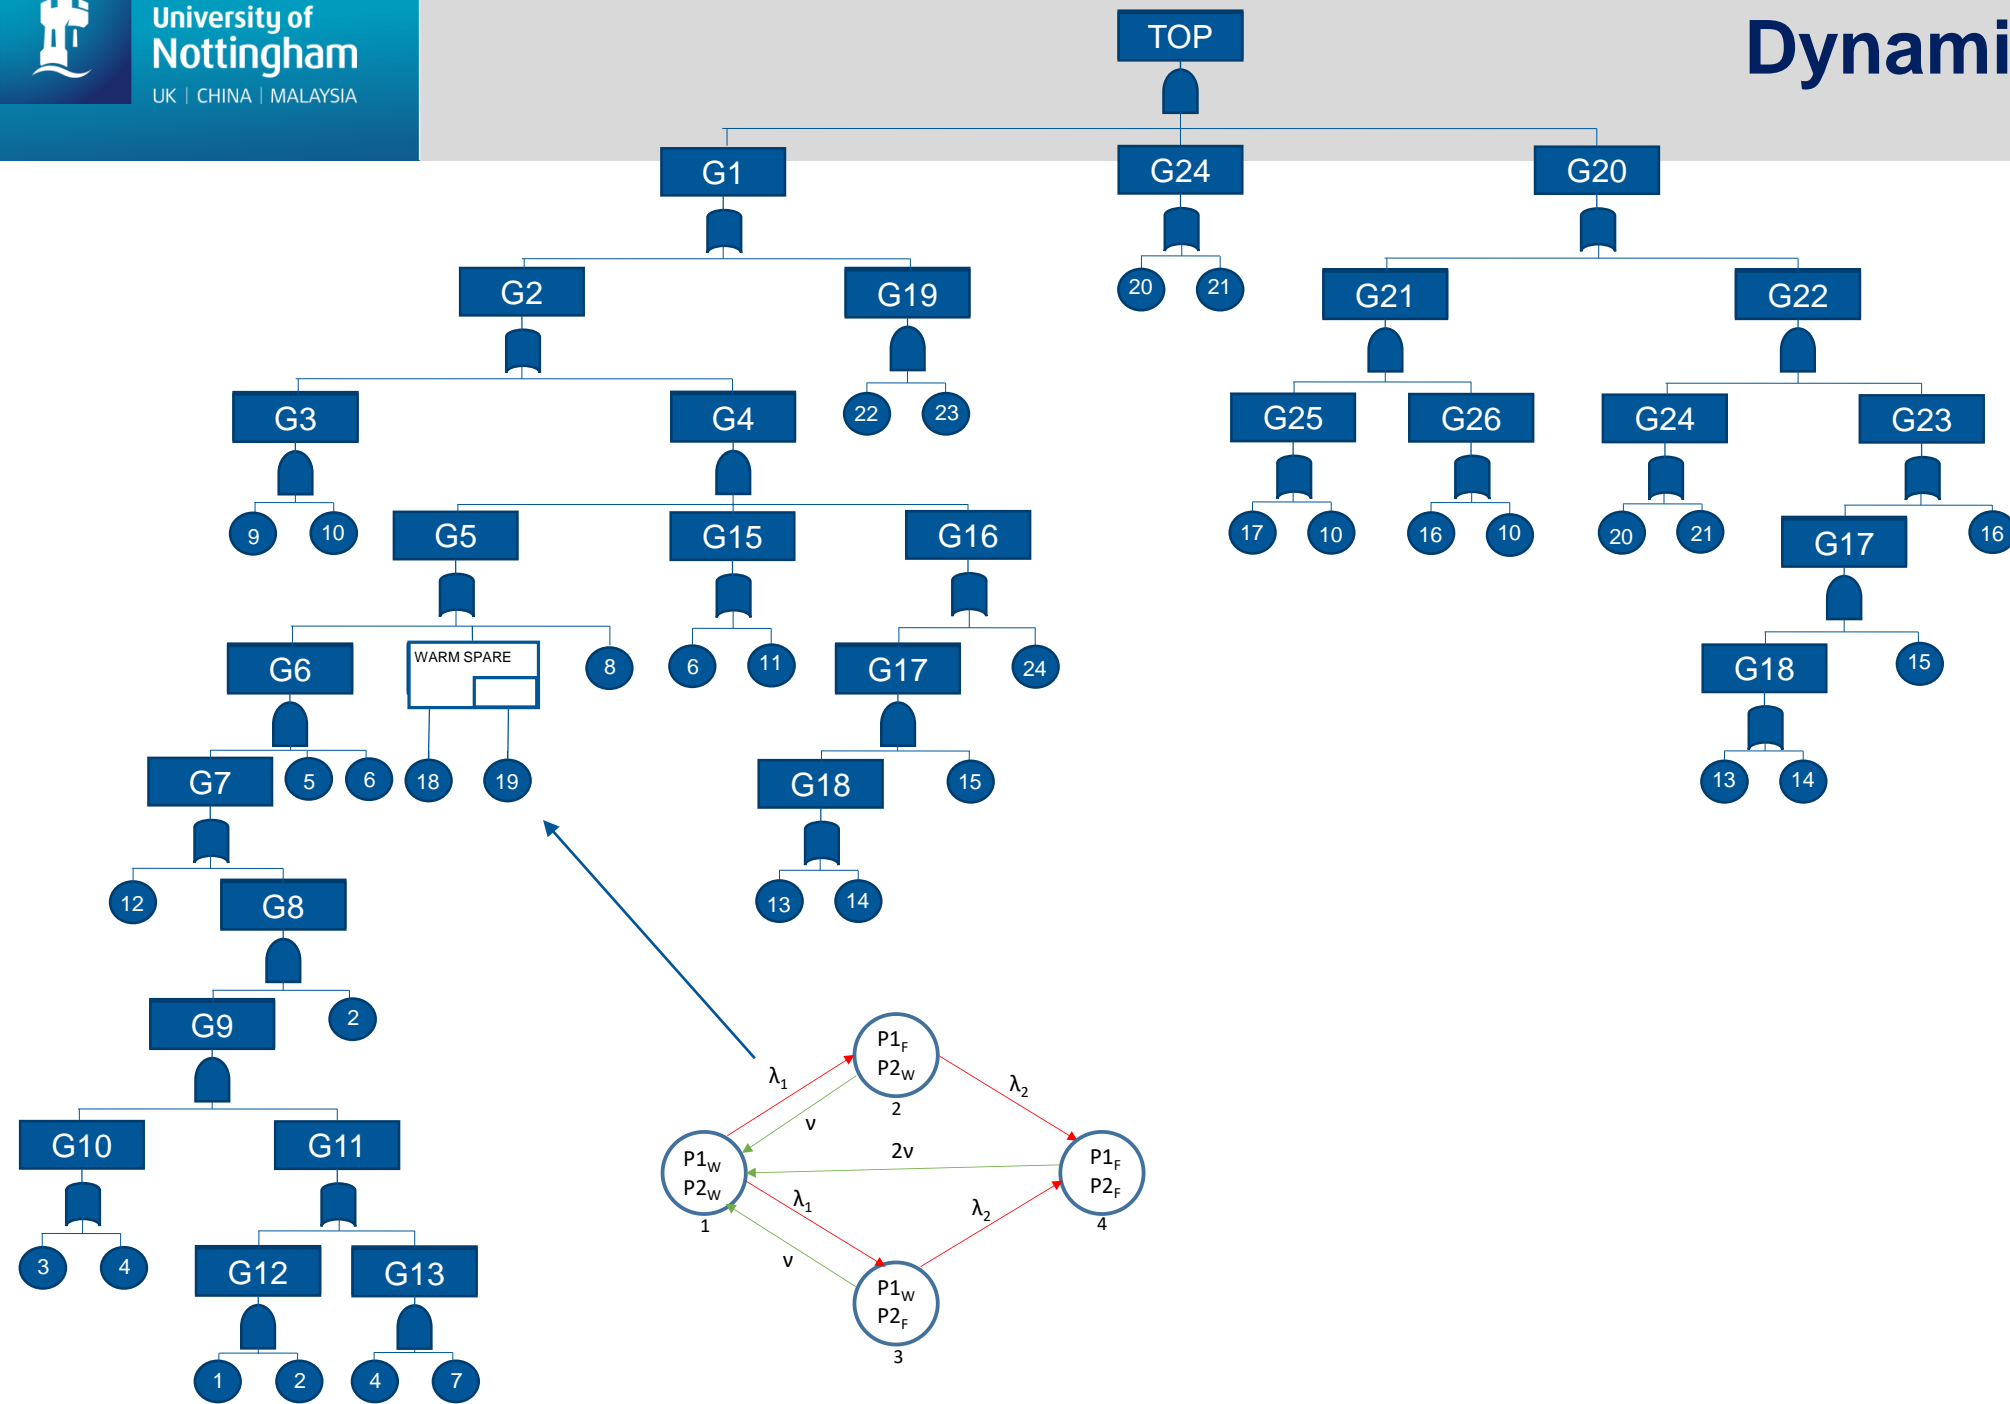 University of
Nottingham
UK | CHINA | MALAYSIA
Dynami
TOP
G1
G24
G20
G2
G19
20
21
G21
G22
G3
G4
22
23
G25
G26
G24
G23
9
10
G5
G15
G16
17
10
16
10
20
21
G17
16
G6
WARM SPARE
8
6
11
G17
24
G18
15
G7
5
6
18
19
G18
15
13
14
12
G8
13
14
G9
2
P1F
P2W
2
λ1
λ2
ν
G10
G11
2ν
P1W
P2W
1
P1F
P2F
4
λ1
λ2
ν
3
4
G12
G13
P1W
P2F
3
1
2
4
7